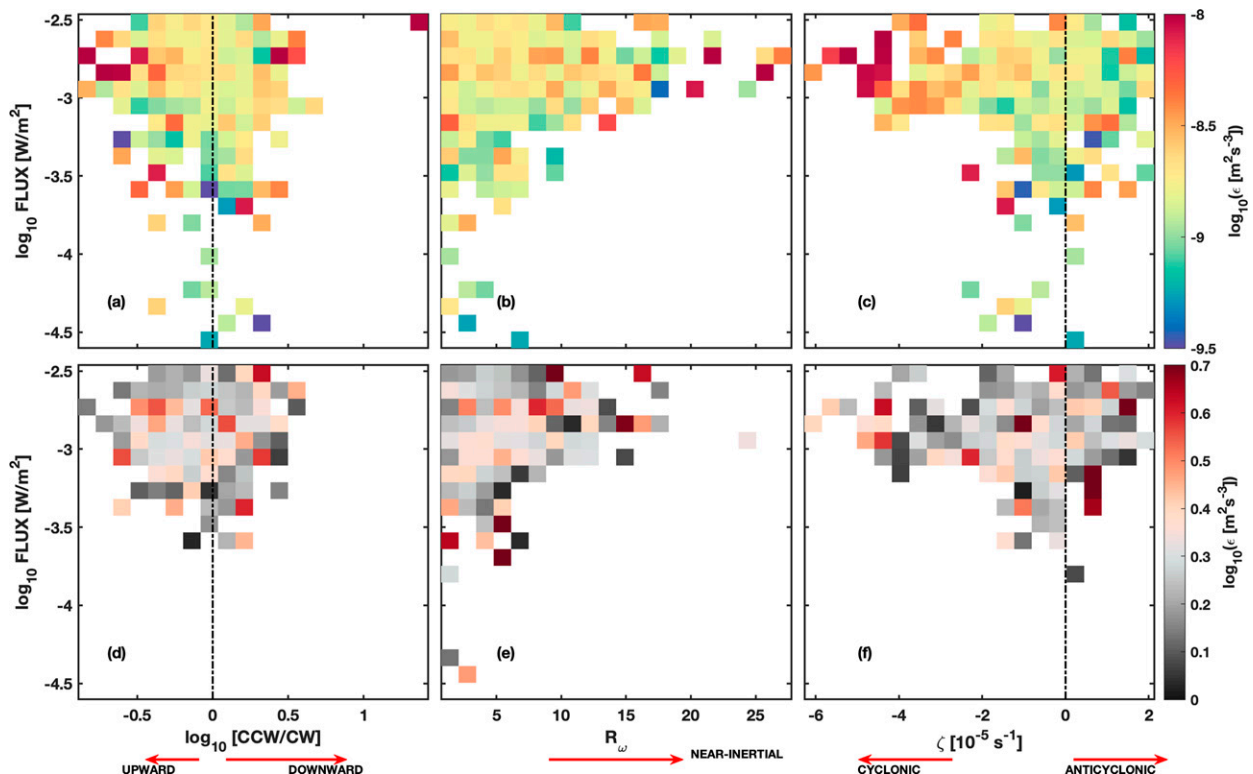 -2.5
-3
-3.5
-4
-4.5
log10 FLUX [W/m2]
(a)
(b)
(c)
-8
-8.5
-9
-9.5
log10(ϵ [m2s-3])
-2.5
-3
-3.5
-4
-4.5
log10 FLUX [W/m2]
(d)
(e)
(f)
0.7
0.6
0.5
0.4
0.3
0.2
0.1
0
log10(ϵ [m2s-3])
-0.5 0 0.5 1
5 10 15 20 25
-6 -4 -2 0 2
log10 [CCW/CW]
Rω
ζ [10-5 s-1]
UPWARD DOWNWARD
NEAR-INERTIAL
CYCLONIC ANTICYCLONIC